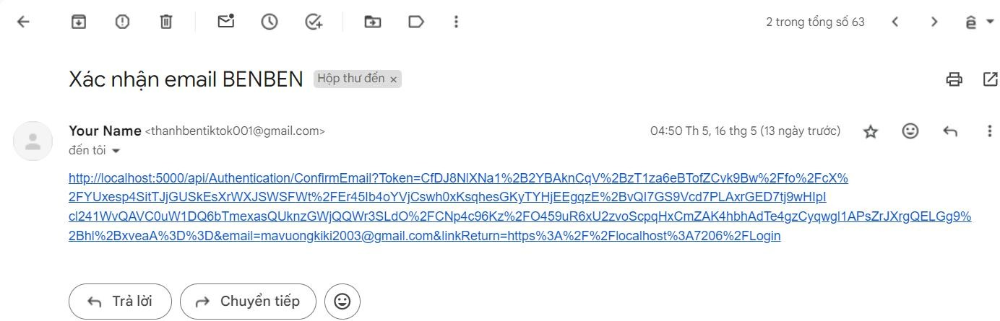 2 trong tổng số 63
Xác nhận email BENBEN Hộp thư đến ×
Your Name <thanhbentiktok001@gmail.com> 04:50 Th 5, 16 thg 5 (13 ngày trước)
đến tôi
http://localhost:5000/api/Authentication/ConfirmEmail?Token=CfDJ8NlXNa1%2B2YBAknCqV%2BzT1za6eBTofZCvk9Bw%2Ffo%2FcX%
2FYUxesp4SitTJjGUSkEsXrWXJSWSFWt%2FEr45Ib4oYVjCswh0xKsqhesGKyTYHjEEgqzE%2BvQI7GS9Vcd7PLAxrGED7tj9wHIpI
cl241WvQAVC0uW1DQ6bTmexasQUknzGWjQQWr3SLdO%2FCNp4c96Kz%2FO459uR6xU2zvoScpqHxCmZAK4hbhAdTe4gzCyqwgl1APsZrJXrgQELGg9%
2Bhl%2BxveaA%3D%3D&email=mavuongkiki2003@gmail.com&linkReturn=https%3A%2F%2Flocalhost%3A7206%2FLogin
Trả lời Chuyển tiếp